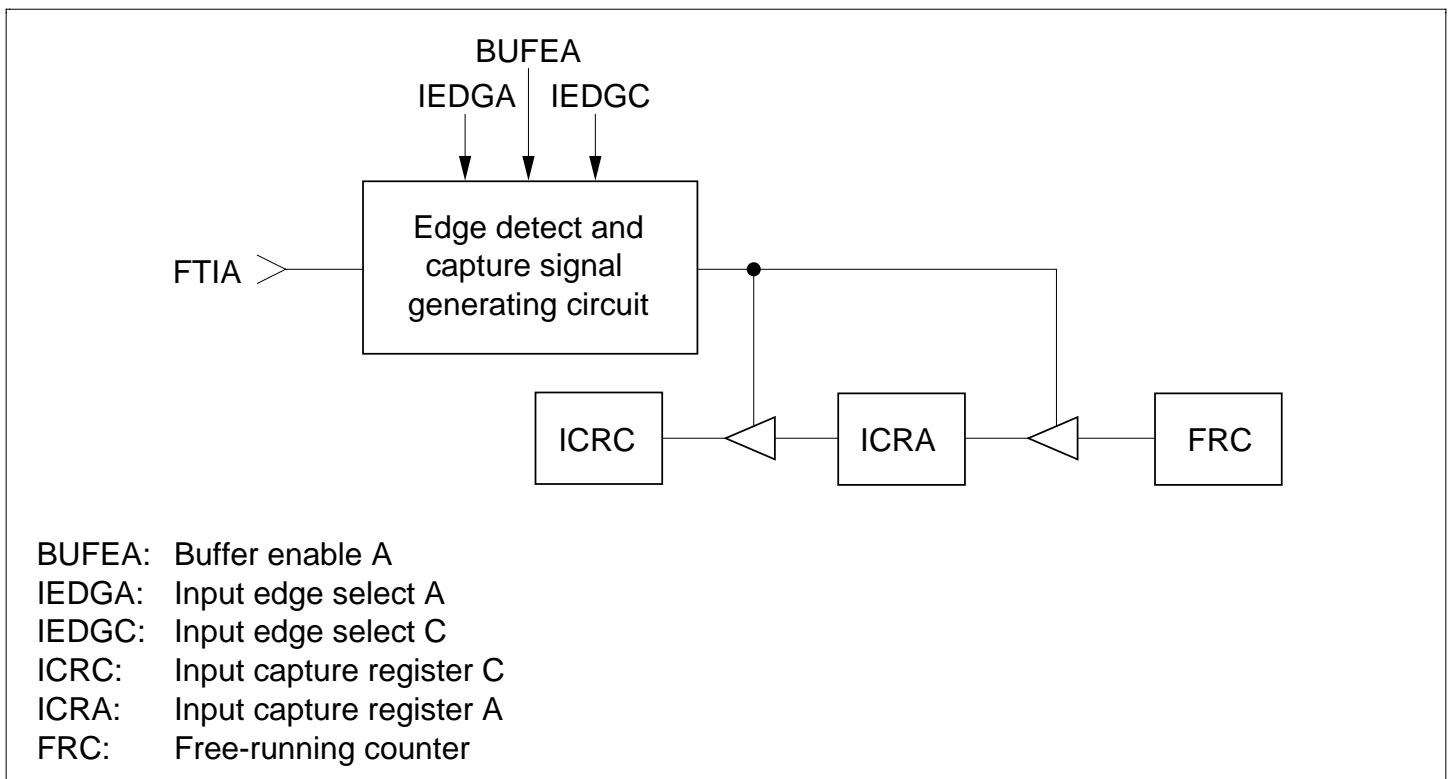 BUFEA
IEDGA IEDGC
Edge detect and
capture signal
generating circuit
FTIA
ICRC ICRA FRC
BUFEA: Buffer enable A
IEDGA: Input edge select A
IEDGC: Input edge select C
ICRC: Input capture register C
ICRA: Input capture register A
FRC: Free-running counter